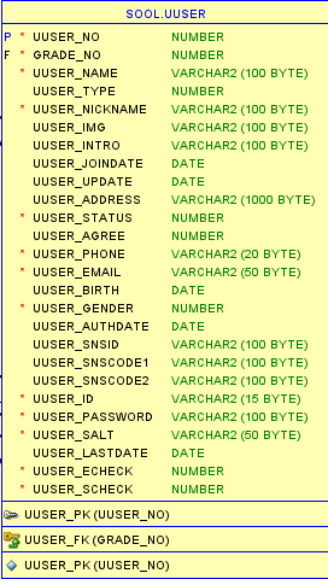 SOOL.UUSER
P * UUSER_NO NUMBER
F * GRADE_NO NUMBER
* UUSER_NAME VARCHAR2 (100 BYTE)
UUSER_TYPE NUMBER
* UUSER_NICKNAME VARCHAR2 (100 BYTE)
UUSER_IMG VARCHAR2 (100 BYTE)
* UUSER_INTRO VARCHAR2 (100 BYTE)
UUSER_JOINDATE DATE
UUSER_UPDATE DATE
UUSER_ADDRESS VARCHAR2 (1000 BYTE)
* UUSER_STATUS NUMBER
UUSER_AGREE NUMBER
* UUSER_PHONE VARCHAR2 (20 BYTE)
* UUSER_EMAIL VARCHAR2 (50 BYTE)
UUSER_BIRTH DATE
* UUSER_GENDER NUMBER
UUSER_AUTHDATE DATE
UUSER_SNSID VARCHAR2 (100 BYTE)
UUSER_SNSCODE1 VARCHAR2 (100 BYTE)
UUSER_SNSCODE2 VARCHAR2 (100 BYTE)
* UUSER_ID VARCHAR2 (15 BYTE)
* UUSER_PASSWORD VARCHAR2 (100 BYTE)
* UUSER_SALT VARCHAR2 (50 BYTE)
UUSER_LASTDATE DATE
* UUSER_ECHECK NUMBER
* UUSER_SCHECK NUMBER
UUSER_PK (UUSER_NO)
UUSER_FK (GRADE_NO)
UUSER_PK (UUSER_NO)